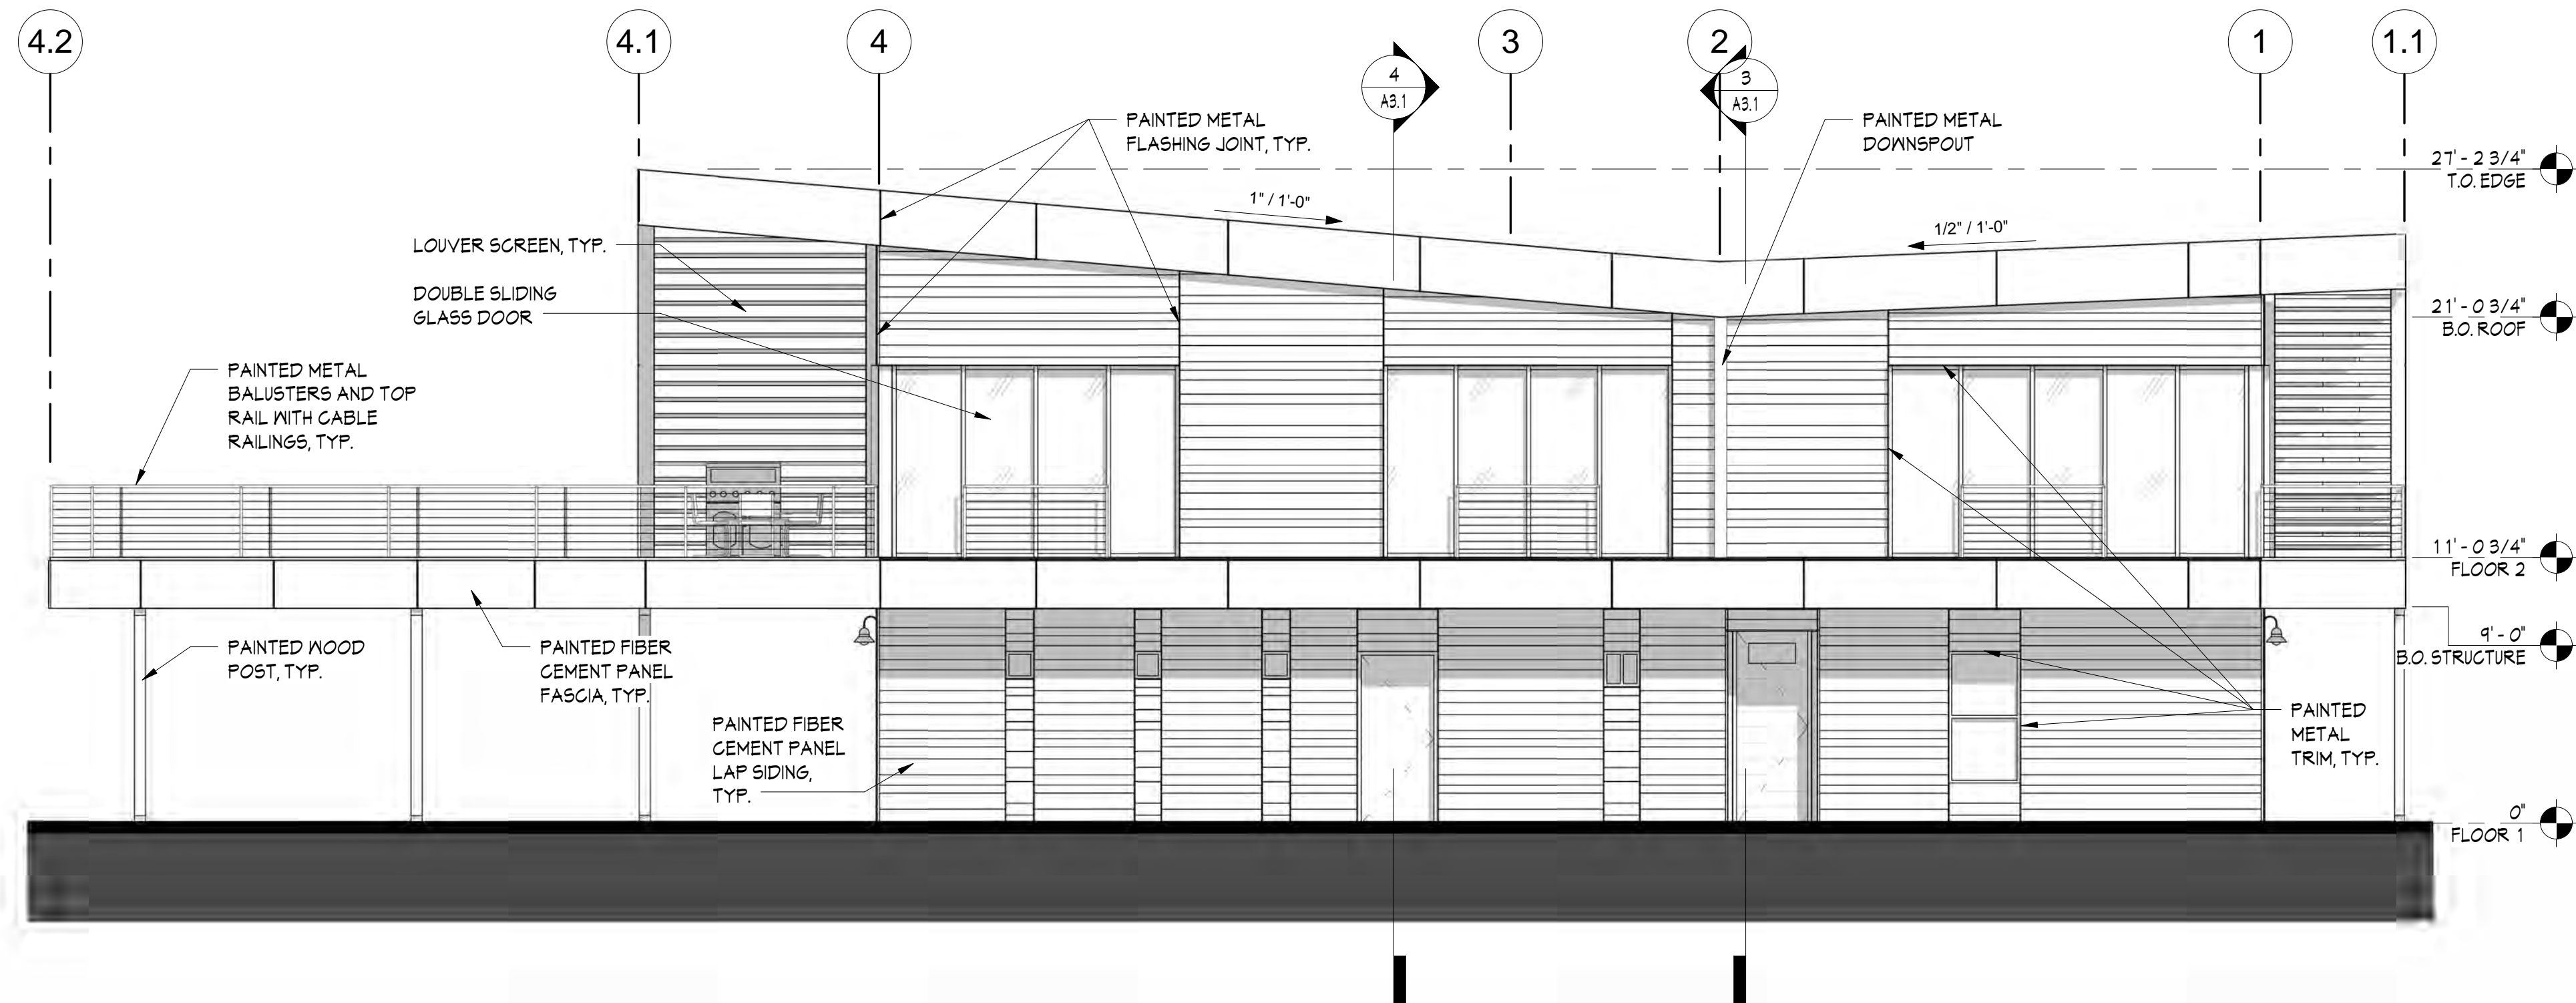 4.2
4.1
4
3
2
1
1.1
4
A3.1
3
A3.1
PAINTED METAL
FLASHING JOINT, TYP.
PAINTED METAL
DOWNSPOUT
27' - 2 3/4"
T.O. EDGE
1" / 1'-0"
1/2" / 1'-0"
LOUVER SCREEN, TYP.
DOUBLE SLIDING
GLASS DOOR
21' - 0 3/4"
B.O. ROOF
PAINTED METAL
BALUSTERS AND TOP
RAIL WITH CABLE
RAILINGS, TYP.
11' - 0 3/4"
FLOOR 2
PAINTED WOOD
POST, TYP.
PAINTED FIBER
CEMENT PANEL
FASCIA, TYP.
9' - 0"
B.O. STRUCTURE
PAINTED FIBER
CEMENT PANEL
LAP SIDING,
TYP.
PAINTED
METAL
TRIM, TYP.
0"
FLOOR 1